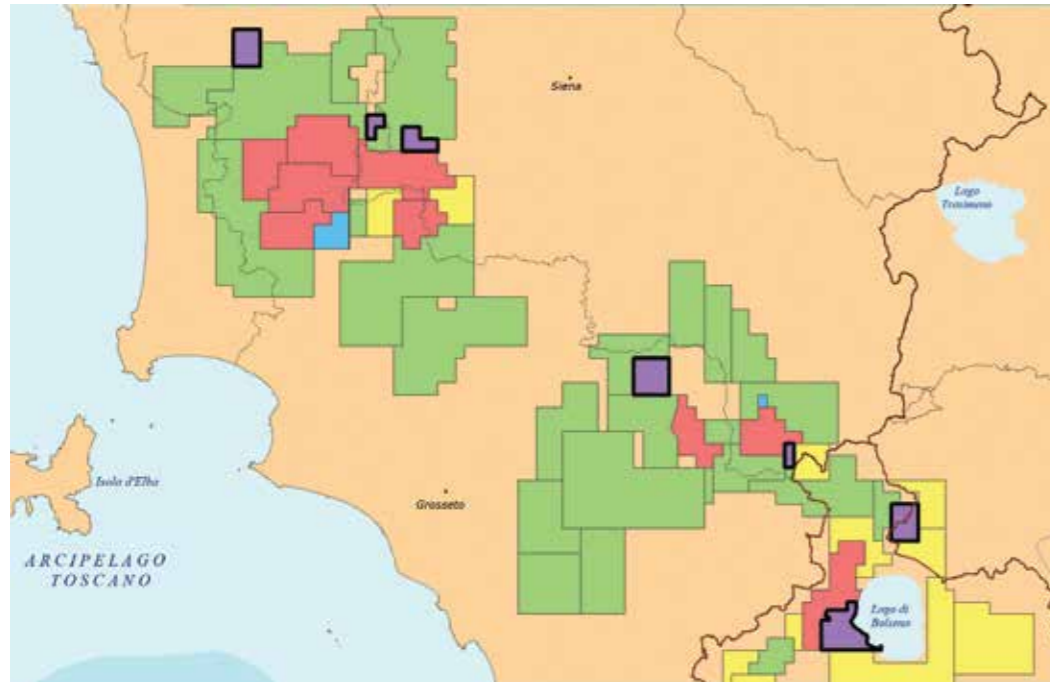 Siena
Lago
Trasimeno
Isola d'Elba
Grosseto
ARCIPELAGO
TOSCANO
Lago di
Bolsena